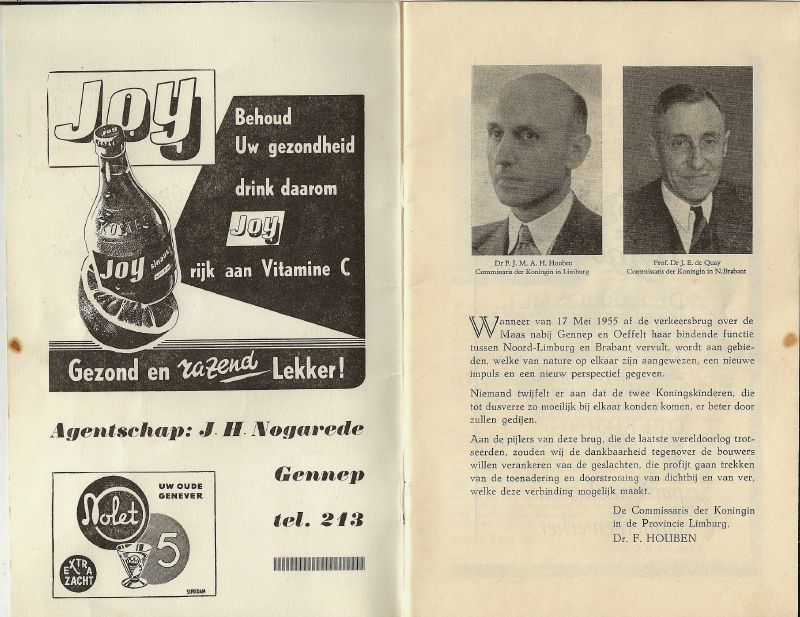 Joy
Behoud
Uw gezondheid
drink daarom
Joy
rijk aan Vitamine C
JOY
Gezond en razend Lekker!
Agentschap: J. H. Nogarede
Gennep
tel. 213
Nolet
UW OUDE
GENEVER
5
EXTRA
ZACHT
SCHIEDAM
Dr F. J. M. A. H. Houben
Commissaris der Koningin in Limburg
Prof. Dr J. E. de Quay
Commissaris der Koningin in N. Brabant
Wanneer van 17 Mei 1955 af de verkeersbrug over de
Maas nabij Gennep en Oeffelt haar bindende functie
tussen Noord-Limburg en Brabant vervult, wordt aan gebie-
den, welke van nature op elkaar zijn aangewezen, een nieuwe
impuls en een nieuw perspectief gegeven.
Niemand twijfelt er aan dat de twee Koningskinderen, die
tot dusverre zo moeilijk bij elkaar konden komen, er beter door
zullen gedijen.
Aan de pijlers van deze brug, die de laatste wereldoorlog trot-
seerden, zouden wij de dankbaarheid tegenover de bouwers
willen verankeren van de geslachten, die profijt gaan trekken
van de toenadering en doorstroming van dichtbij en van ver,
welke deze verbinding mogelijk maakt.
De Commissaris der Koningin
in de Provincie Limburg,
Dr. F. HOUBEN